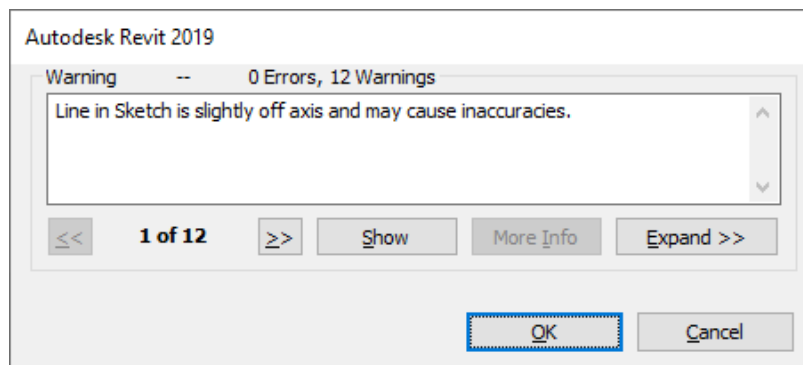 Autodesk Revit 2019
Warning -- 0 Errors, 12 Warnings
Line in Sketch is slightly off axis and may cause inaccuracies.
<< 1 of 12 >> Show More Info Expand >>
OK Cancel